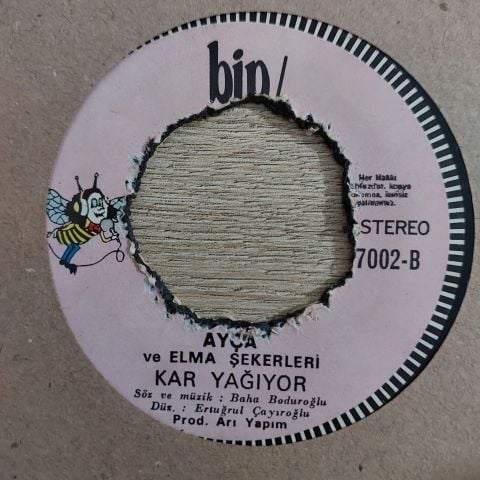 bip/
Her Hakkı
STEREO
7002-B
AYÇA
ve ELMA ŞEKERLERİ
KAR YAĞIYOR
Söz ve müzik : Baha Boduroğlu
Düz. : Ertuğrul Çayıroğlu
Prod. Arı Yapım